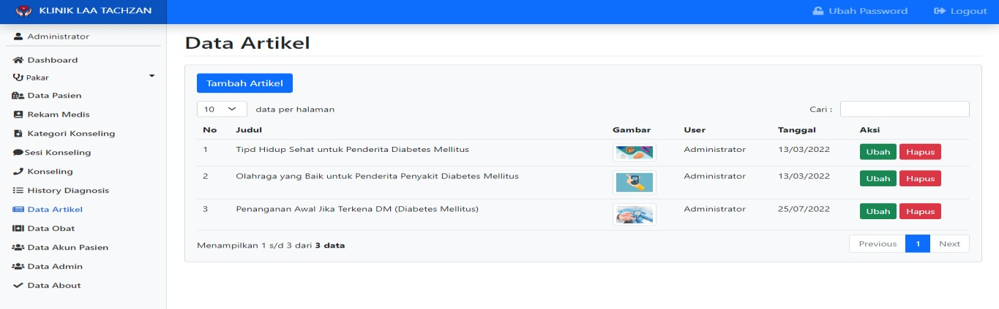 KLINIK LAA TACHZAN
Ubah Password Logout
Administrator
Dashboard
Pakar
Data Pasien
Rekam Medis
Kategori Konseling
Sesi Konseling
Konseling
History Diagnosis
Data Artikel
Data Obat
Data Akun Pasien
Data Admin
Data About
Data Artikel
Tambah Artikel
10 data per halaman Cari :
No Judul Gambar User Tanggal Aksi
1 Tipd Hidup Sehat untuk Penderita Diabetes Mellitus Administrator 13/03/2022 Ubah Hapus
2 Olahraga yang Baik untuk Penderita Penyakit Diabetes Mellitus Administrator 13/03/2022 Ubah Hapus
3 Penanganan Awal Jika Terkena DM (Diabetes Mellitus) Administrator 25/07/2022 Ubah Hapus
Menampilkan 1 s/d 3 dari 3 data Previous 1 Next